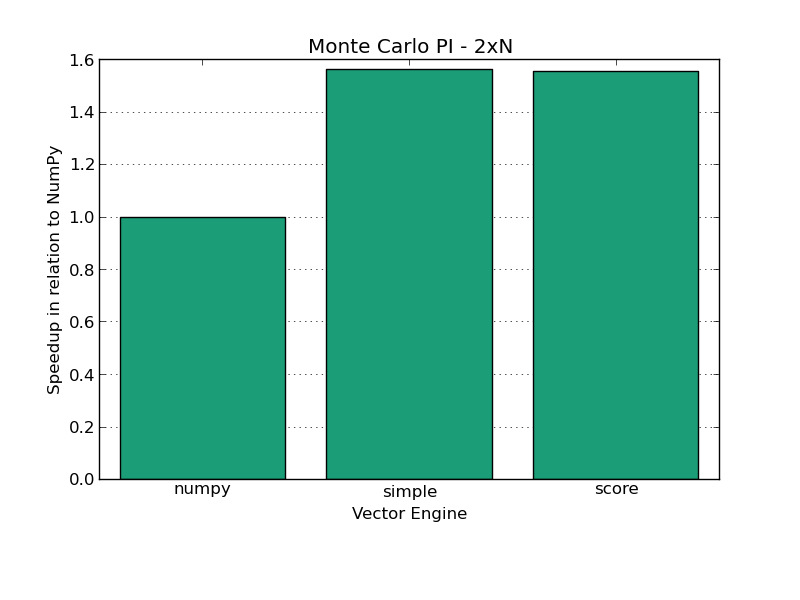 Monte Carlo PI - 2xN
Speedup in relation to NumPy
1.6
1.4
1.2
1.0
0.8
0.6
0.4
0.2
0.0
numpy simple score
Vector Engine